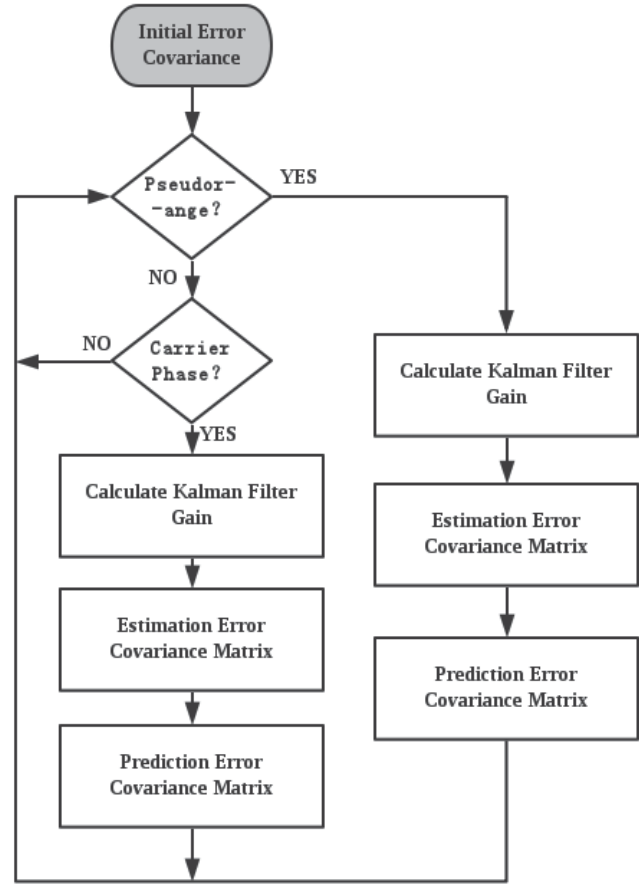 Initial Error
Covariance
Pseudor-
-ange?
YES
NO
Carrier
Phase?
NO
YES
Calculate Kalman Filter
Gain
Estimation Error
Covariance Matrix
Prediction Error
Covariance Matrix
Calculate Kalman Filter
Gain
Estimation Error
Covariance Matrix
Prediction Error
Covariance Matrix